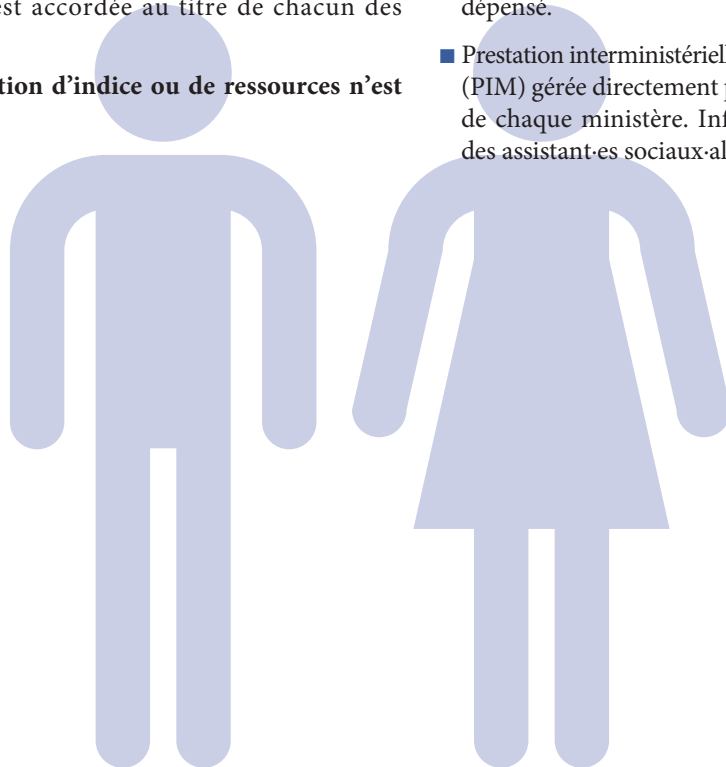 est accordée au titre de chacun des
tion d’indice ou de ressources n’est
dépensé.
■ Prestation interministériel
(PIM) gérée directement
de chaque ministère. Inf
des assistant·es sociaux·al